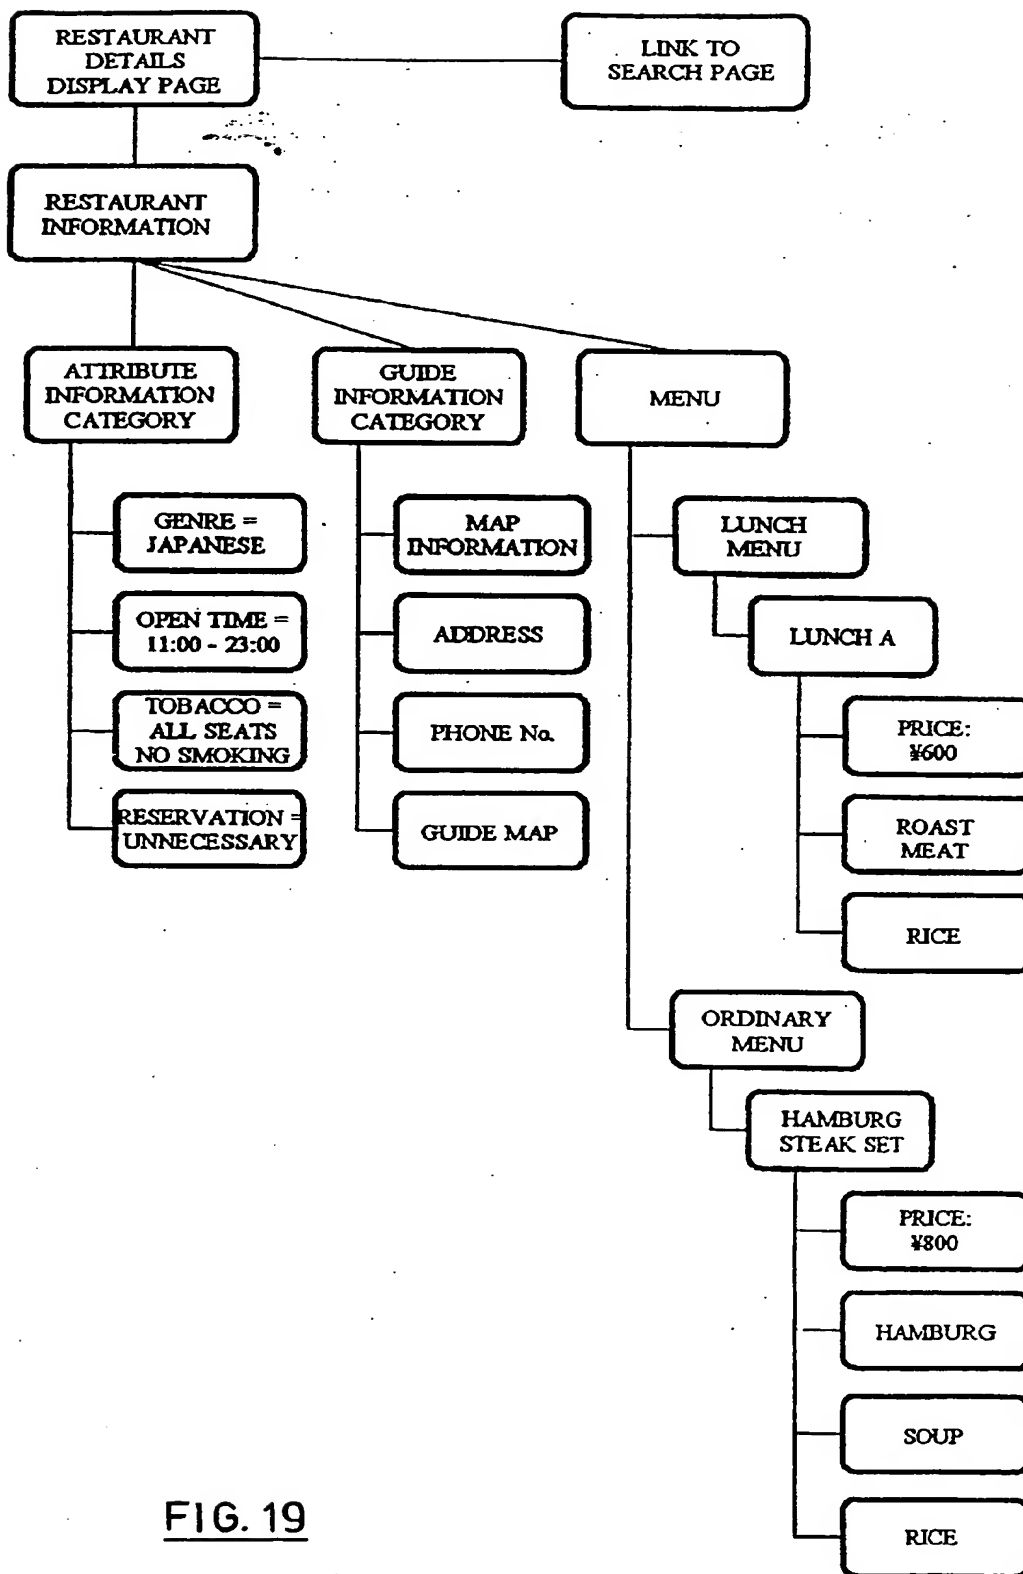 RESTAURANT
DETAILS
DISPLAY PAGE
LINK TO
SEARCH PAGE
RESTAURANT
INFORMATION
ATTRIBUTE
INFORMATION
CATEGORY
GENRE =
JAPANESE
OPEN TIME =
11:00 - 23:00
TOBACCO =
ALL SEATS
NO SMOKING
RESERVATION =
UNNECESSARY
GUIDE
INFORMATION
CATEGORY
MAP
INFORMATION
ADDRESS
PHONE No.
GUIDE MAP
MENU
LUNCH
MENU
LUNCH A
PRICE:
¥600
ROAST
MEAT
RICE
ORDINARY
MENU
HAMBURG
STEAK SET
PRICE:
¥800
HAMBURG
SOUP
RICE
FIG. 19